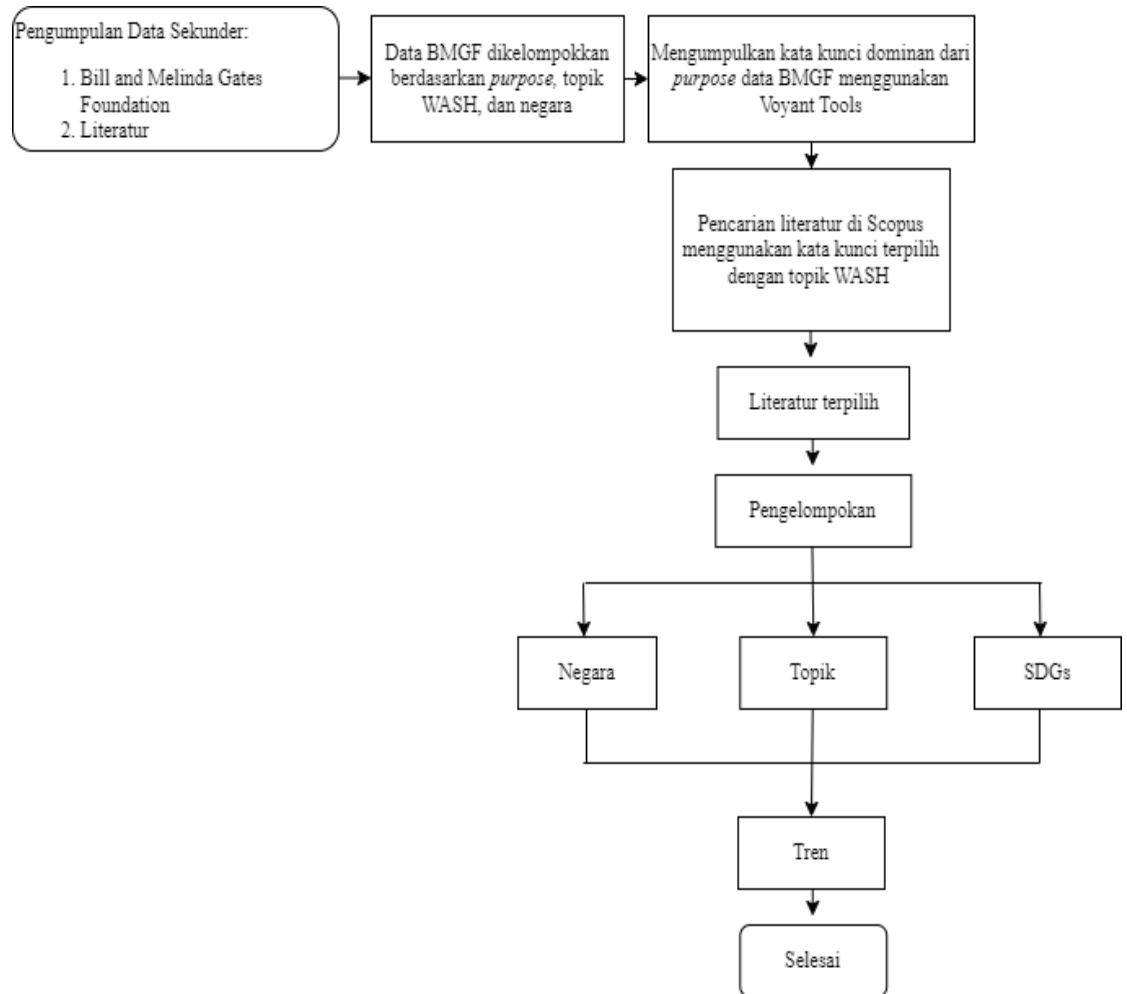 Pengumpulan Data Sekunder:
1. Bill and Melinda Gates
Foundation
2. Literatur
Data BMGF dikelompokkan
berdasarkan purpose, topik
WASH, dan negara
Mengumpulkan kata kunci dominan dari
purpose data BMGF menggunakan
Voyant Tools
Pencarian literatur di Scopus
menggunakan kata kunci terpilih
dengan topik WASH
Literatur terpilih
Pengelompokan
Negara
Topik
SDGs
Tren
Selesai